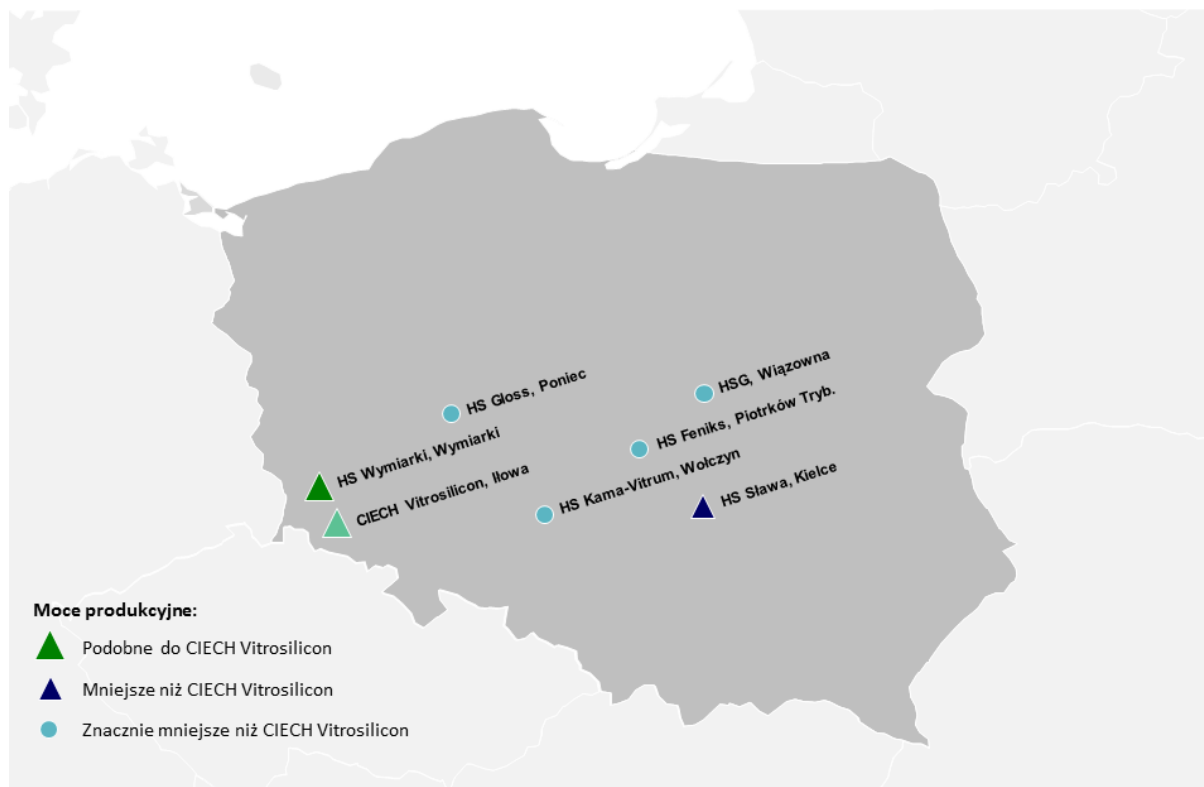 HSG, Wiązowna
HS Głoss, Poniec
HS Feniks, Piotrków Tryb.
HS Wymiarki, Wymiarki
HS Kama-Vitrum, Wołczyn
CIECH Vitrosilicon, Iłowa
HS Sława, Kielce
Moce produkcyjne:
Podobne do CIECH Vitrosilicon
Mniejsze niż CIECH Vitrosilicon
Znacznie mniejsze niż CIECH Vitrosilicon